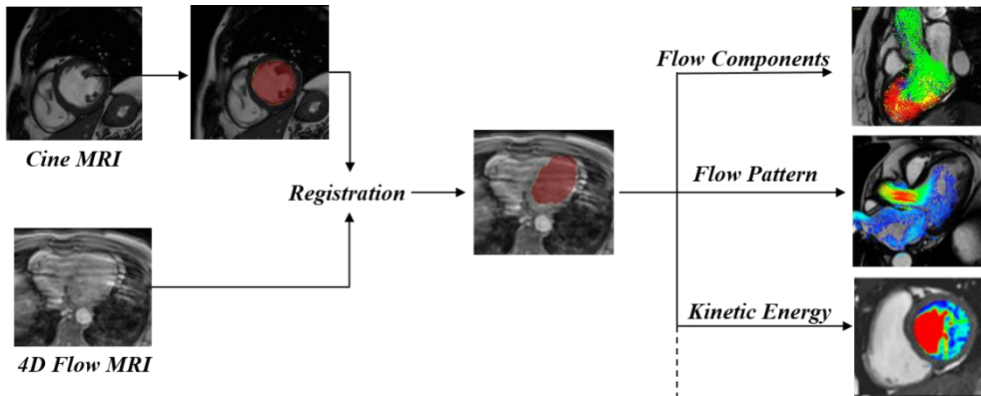 Cine MRI
Registration
4D Flow MRI
Flow Components
Flow Pattern
Kinetic Energy